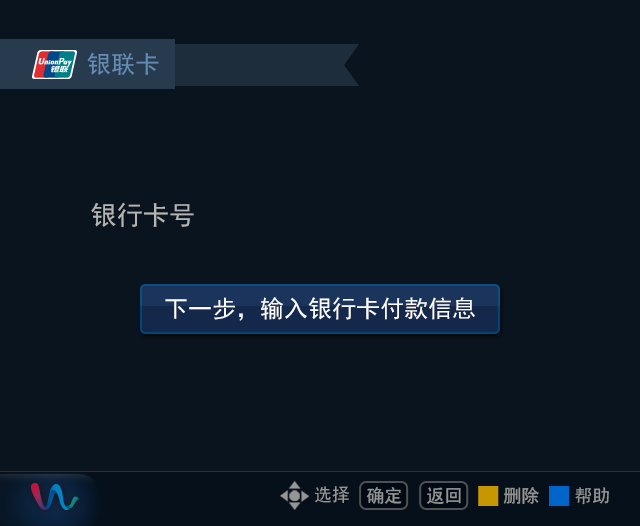 UnionPay
银联
银联卡
银行卡号
下一步，输入银行卡付款信息
选择 确定 返回 删除 帮助